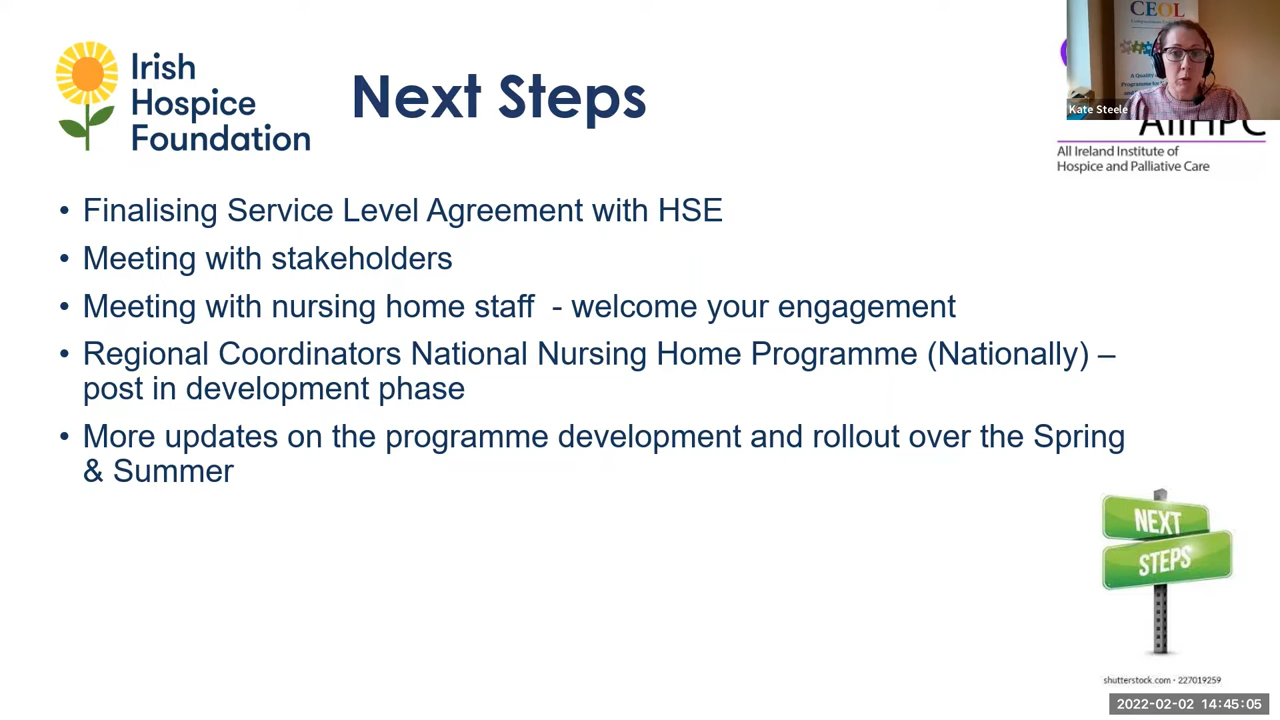 Irish
Hospice
Foundation
Next Steps
CEOL
Kate Steele
AIIHPC
All Ireland Institute of
Hospice and Palliative Care
• Finalising Service Level Agreement with HSE
• Meeting with stakeholders
• Meeting with nursing home staff - welcome your engagement
• Regional Coordinators National Nursing Home Programme (Nationally) –
post in development phase
• More updates on the programme development and rollout over the Spring
& Summer
NEXT
STEPS
shutterstock.com • 227019259
2022-02-02 14:45:05